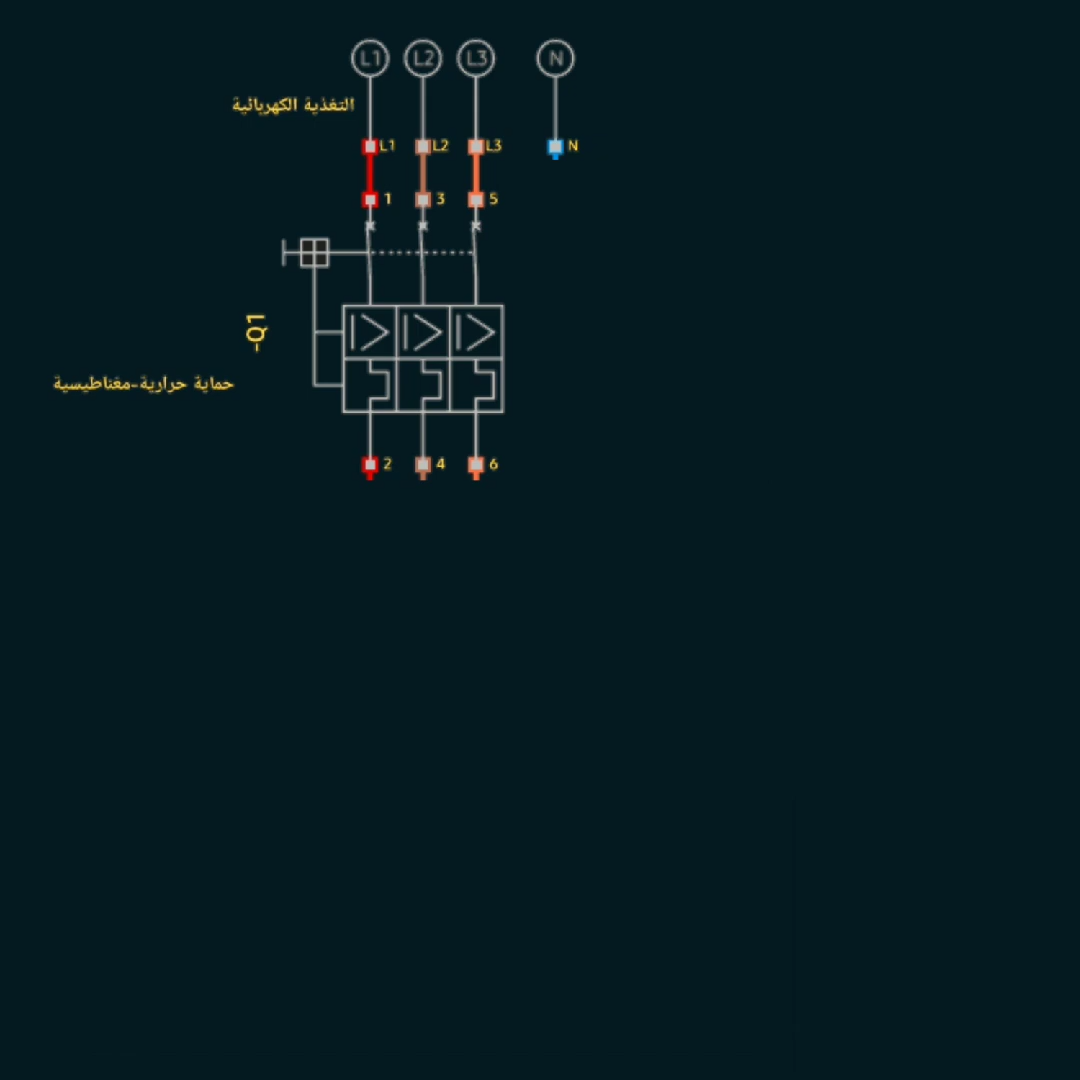 L1 L2 L3 N
التغذية الكهربائية
L1 L2 L3 N
1 3 5
-Q1
حماية حرارية-مغناطيسية
2 4 6